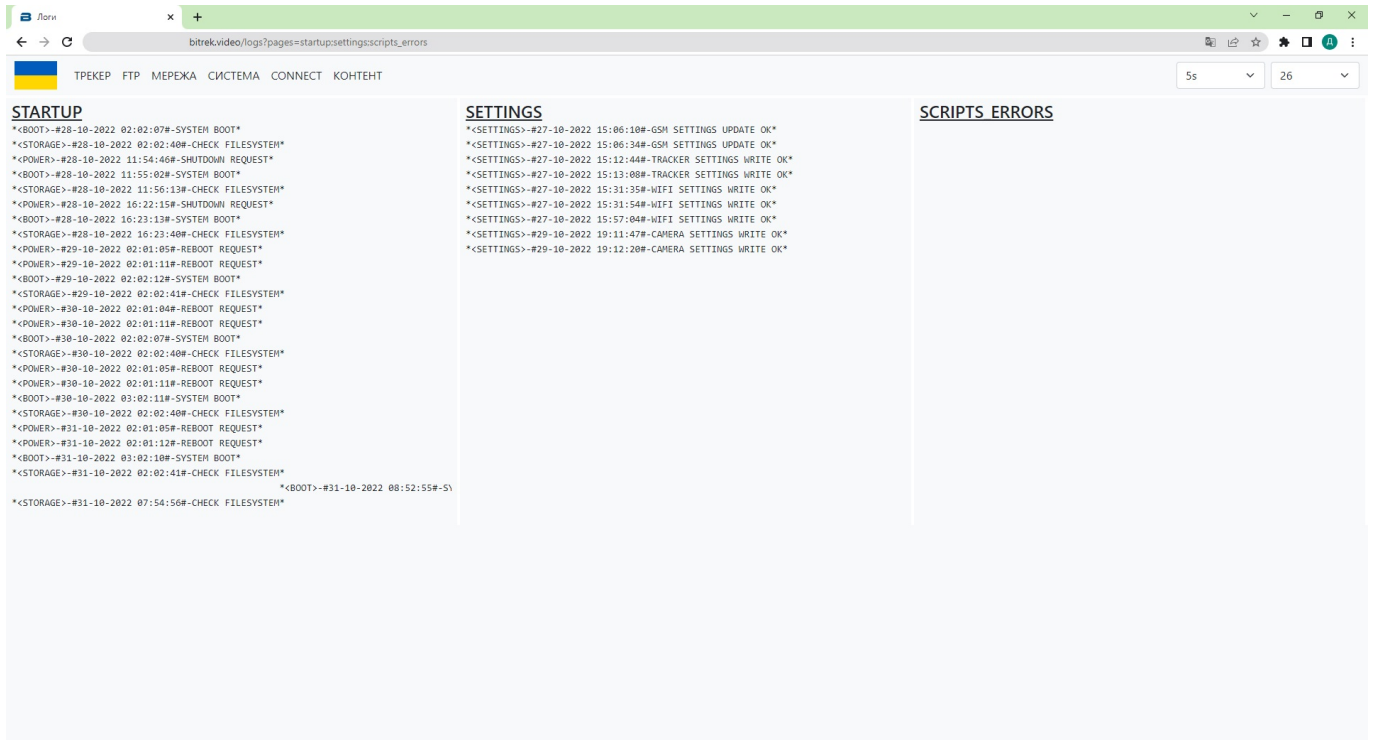 Логи
bitrek.video/logs?pages=startup;settings;scripts_errors
Д
ТРЕКЕР FTP МЕРЕЖА СИСТЕМА CONNECT КОНТЕНТ
5s
26
STARTUP
*<BOOT>-#28-10-2022 02:02:07#-SYSTEM BOOT*
*<STORAGE>-#28-10-2022 02:02:40#-CHECK FILESYSTEM*
*<POWER>-#28-10-2022 11:54:46#-SHUTDOWN REQUEST*
*<BOOT>-#28-10-2022 11:55:02#-SYSTEM BOOT*
*<STORAGE>-#28-10-2022 11:56:13#-CHECK FILESYSTEM*
*<POWER>-#28-10-2022 16:22:15#-SHUTDOWN REQUEST*
*<BOOT>-#28-10-2022 16:23:13#-SYSTEM BOOT*
*<STORAGE>-#28-10-2022 16:23:40#-CHECK FILESYSTEM*
*<POWER>-#29-10-2022 02:01:05#-REBOOT REQUEST*
*<POWER>-#29-10-2022 02:01:11#-REBOOT REQUEST*
*<BOOT>-#29-10-2022 02:02:12#-SYSTEM BOOT*
*<STORAGE>-#29-10-2022 02:02:41#-CHECK FILESYSTEM*
*<POWER>-#30-10-2022 02:01:04#-REBOOT REQUEST*
*<POWER>-#30-10-2022 02:01:11#-REBOOT REQUEST*
*<BOOT>-#30-10-2022 02:02:07#-SYSTEM BOOT*
*<STORAGE>-#30-10-2022 02:02:40#-CHECK FILESYSTEM*
*<POWER>-#30-10-2022 02:01:05#-REBOOT REQUEST*
*<POWER>-#30-10-2022 02:01:11#-REBOOT REQUEST*
*<BOOT>-#30-10-2022 03:02:11#-SYSTEM BOOT*
*<STORAGE>-#30-10-2022 02:02:40#-CHECK FILESYSTEM*
*<POWER>-#31-10-2022 02:01:05#-REBOOT REQUEST*
*<POWER>-#31-10-2022 02:01:12#-REBOOT REQUEST*
*<BOOT>-#31-10-2022 03:02:10#-SYSTEM BOOT*
*<STORAGE>-#31-10-2022 02:02:41#-CHECK FILESYSTEM*
*<BOOT>-#31-10-2022 08:52:55#-S
*<STORAGE>-#31-10-2022 07:54:56#-CHECK FILESYSTEM*
SETTINGS
*<SETTINGS>-#27-10-2022 15:06:10#-GSM SETTINGS UPDATE OK*
*<SETTINGS>-#27-10-2022 15:06:34#-GSM SETTINGS UPDATE OK*
*<SETTINGS>-#27-10-2022 15:12:44#-TRACKER SETTINGS WRITE OK*
*<SETTINGS>-#27-10-2022 15:13:08#-TRACKER SETTINGS WRITE OK*
*<SETTINGS>-#27-10-2022 15:31:35#-WIFI SETTINGS WRITE OK*
*<SETTINGS>-#27-10-2022 15:31:54#-WIFI SETTINGS WRITE OK*
*<SETTINGS>-#27-10-2022 15:57:04#-WIFI SETTINGS WRITE OK*
*<SETTINGS>-#29-10-2022 19:11:47#-CAMERA SETTINGS WRITE OK*
*<SETTINGS>-#29-10-2022 19:12:20#-CAMERA SETTINGS WRITE OK*
SCRIPTS_ERRORS